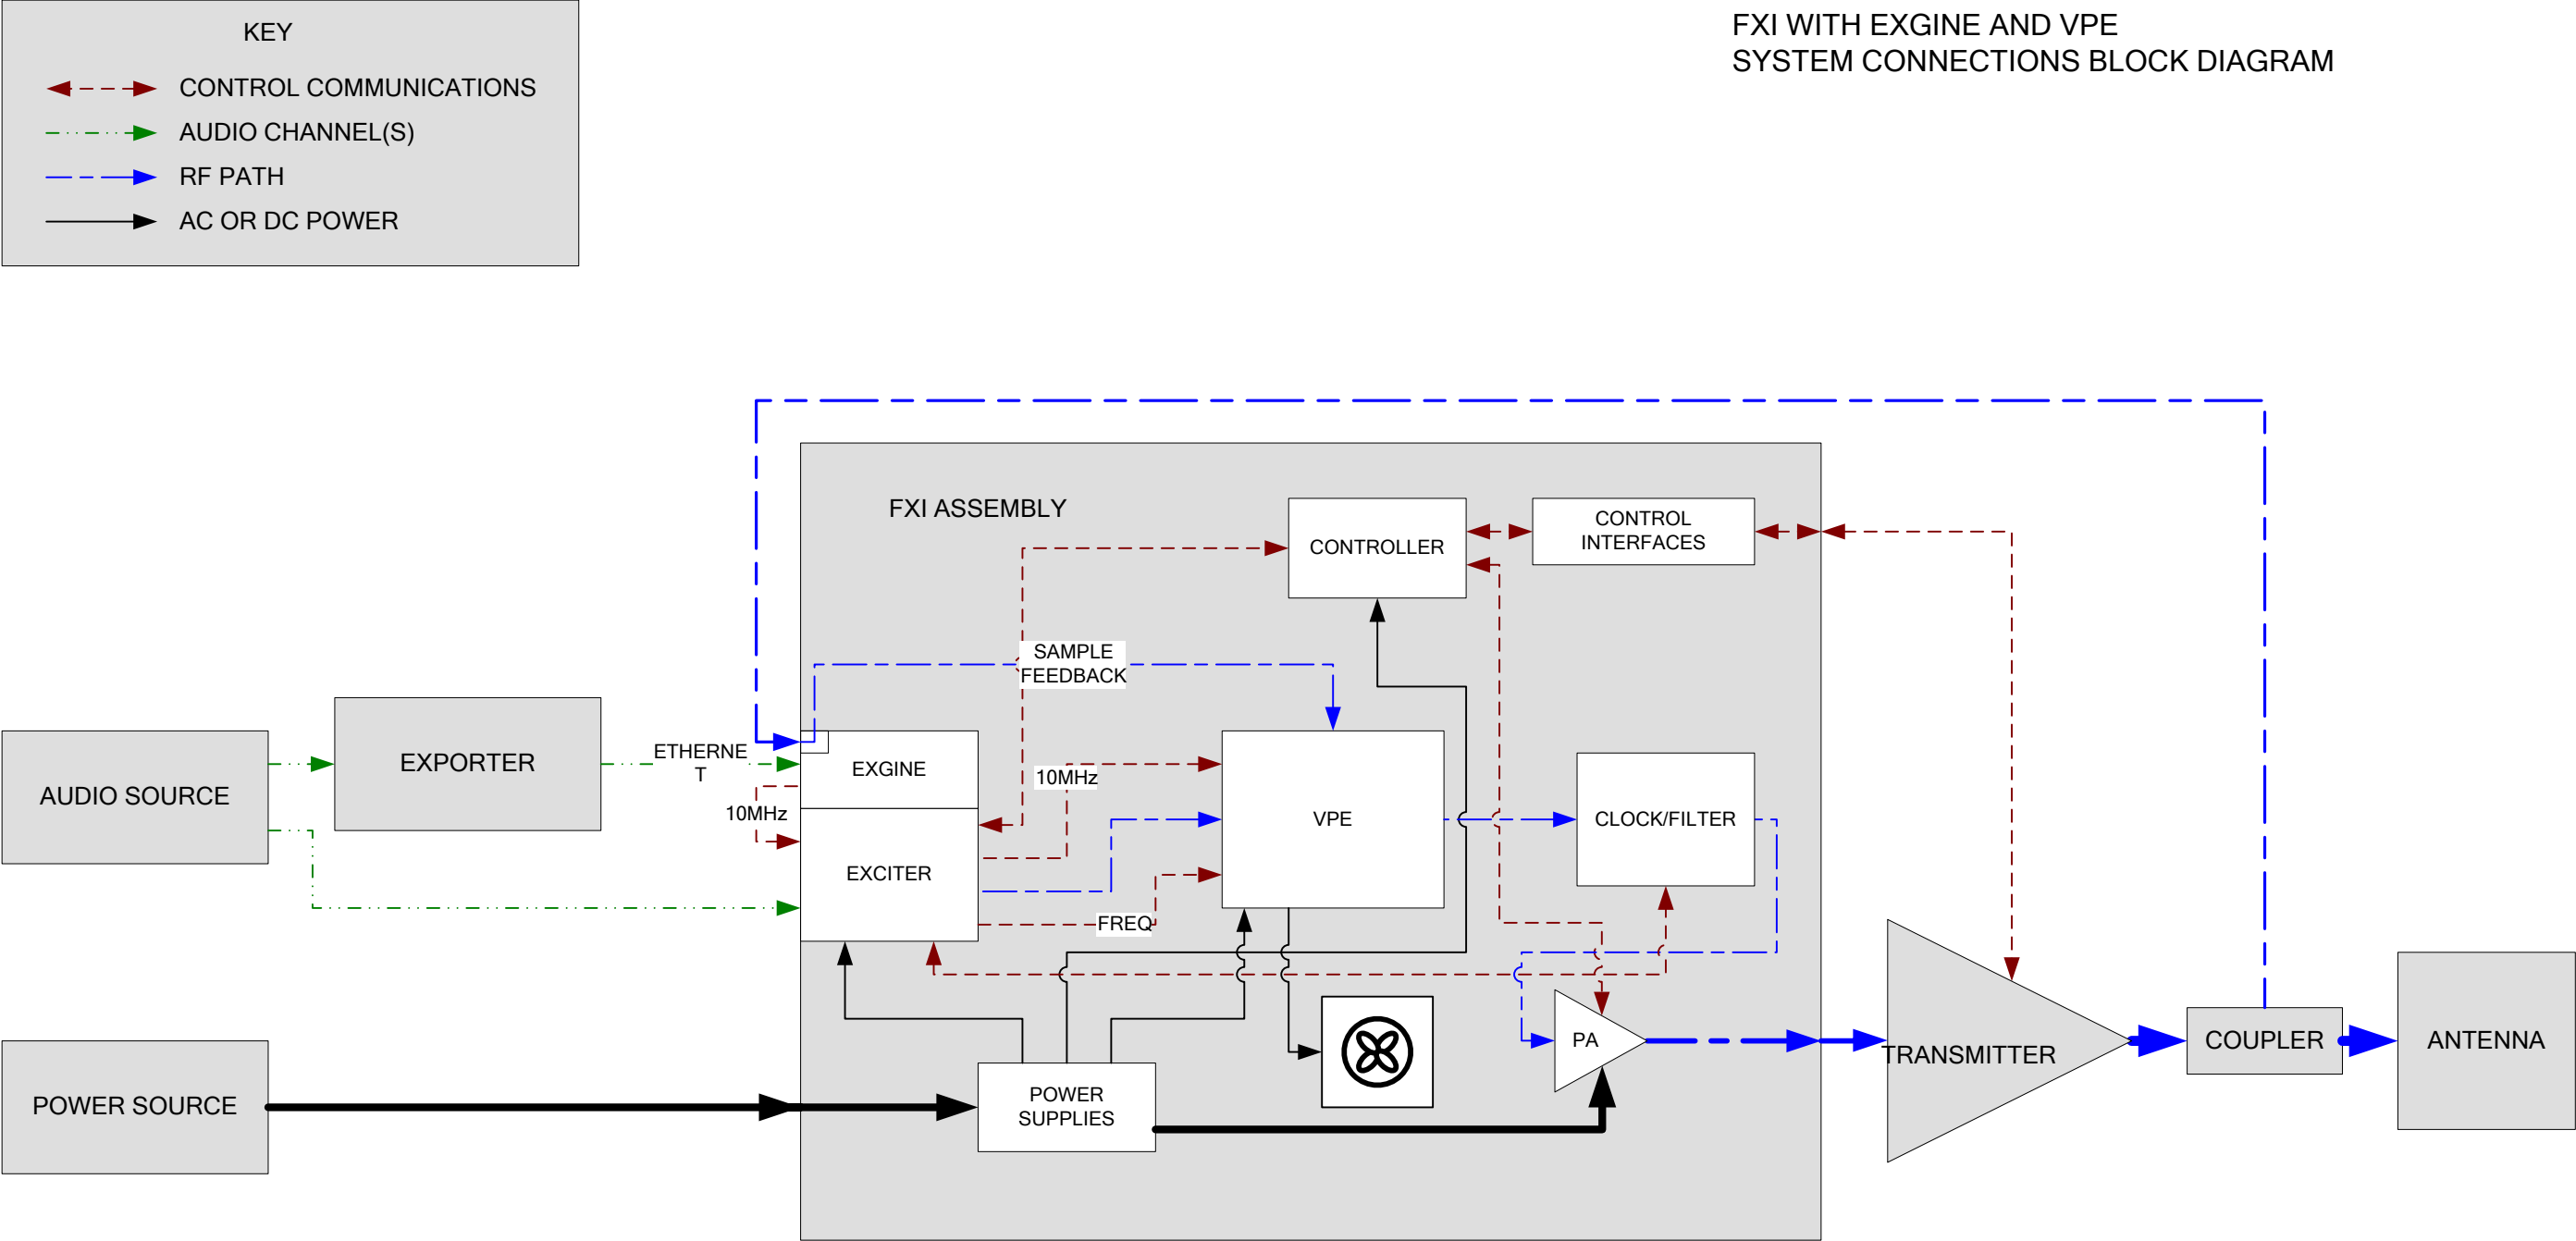 KEY
CONTROL COMMUNICATIONS
AUDIO CHANNEL(S)
RF PATH
AC OR DC POWER
FXI WITH EXGINE AND VPE
SYSTEM CONNECTIONS BLOCK DIAGRAM
FXI ASSEMBLY
CONTROLLER
CONTROL
INTERFACES
SAMPLE
FEEDBACK
AUDIO SOURCE
EXPORTER
ETHERNE
T
10MHz
EXGINE
EXCITER
10MHz
FREQ
VPE
CLOCK/FILTER
POWER SOURCE
POWER
SUPPLIES
PA
TRANSMITTER
COUPLER
ANTENNA